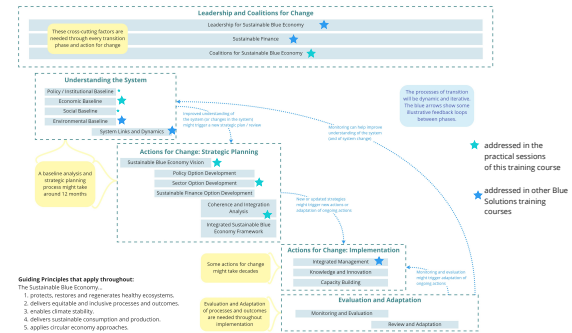 Leadership and Coalitions for Change
Leadership for Sustainable Blue Economy
Sustainable Finance
Coalitions for Sustainable Blue Economy
These cross-cutting factors are
needed through every transition
phase and action for change
Understanding the System
Policy / Institutional Baseline
Economic Baseline
Social Baseline
Environmental Baseline
System Links and Dynamics
Improved understanding of
the system (or changes in the system)
might trigger a new strategic plan / review
Monitoring can help improve
understanding of the system
(and of system changes)
The processes of transition
will be dynamic and iterative.
The blue arrows show some
illustrative feedback loops
between phases.
addressed in the
practical sessions
of this training course
addressed in other Blue
Solutions training
courses
A baseline analysis and
strategic planning
process might take
around 12 months
Actions for Change: Strategic Planning
Sustainable Blue Economy Vision
Policy Option Development
Sector Option Development
Sustainable Finance Option Development
Coherence and Integration
Analysis
Integrated Sustainable Blue
Economy Framework
New or updated strategies
might trigger new actions or
adaptation of ongoing actions
Some actions for change
might take decades
Actions for Change: Implementation
Integrated Management
Knowledge and Innovation
Capacity Building
Monitoring and evaluation
might trigger adaptation of
ongoing actions
Evaluation and Adaptation
of processes and outcomes
are needed throughout
implementation
Evaluation and Adaptation
Monitoring and Evaluation
Review and Adaptation
Guiding Principles that apply throughout:
The Sustainable Blue Economy...
1. protects, restores and regenerates healthy ecosystems.
2. delivers equitable and inclusive processes and outcomes.
3. enables climate stability.
4. delivers sustainable consumption and production.
5. applies circular economy approaches.